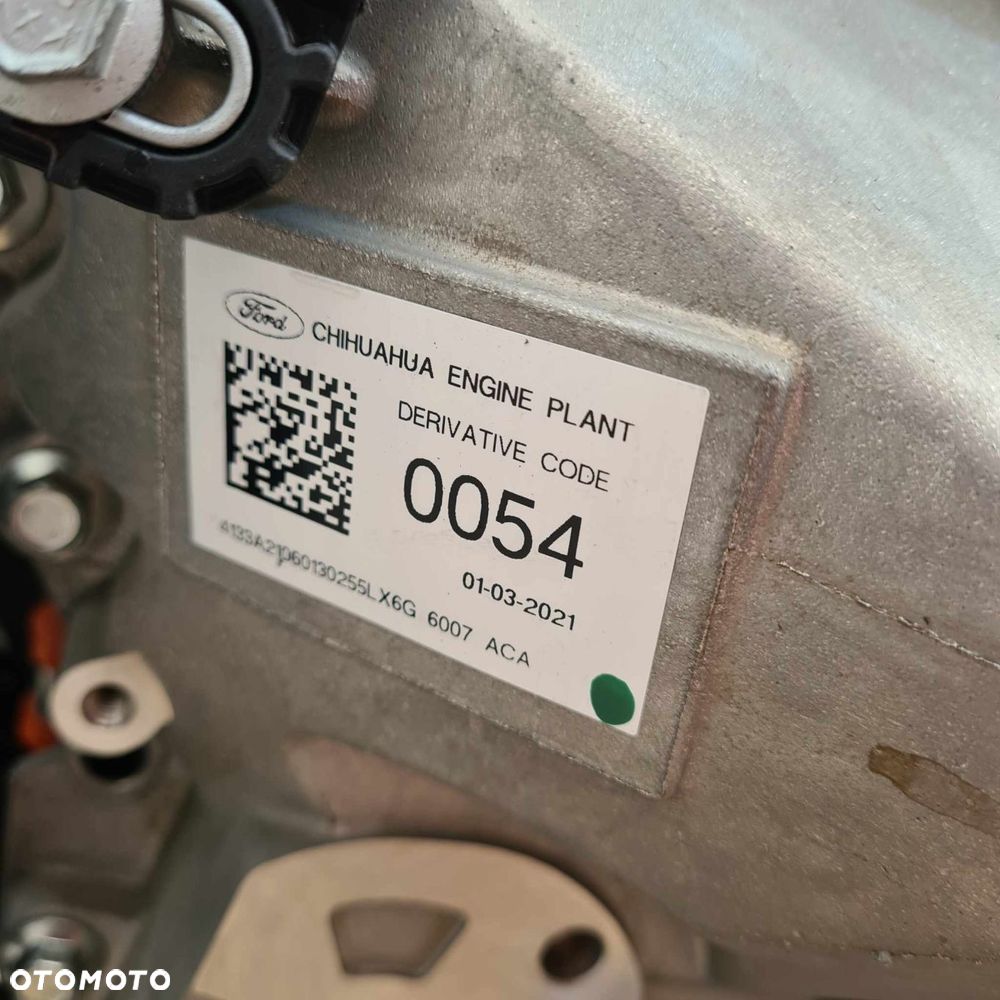 Ford
CHIHUAHUA ENGINE PLANT
DERIVATIVE CODE
0054
01-03-2021
4133A21060130255LX6G 6007 ACA
OTOMOTO